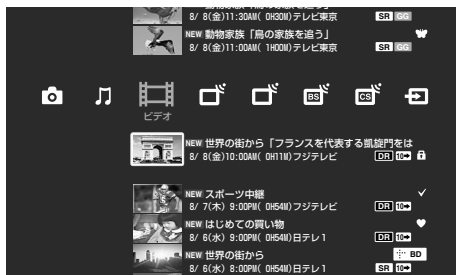 8/ 8(金)11:30AM( 0H30M)テレビ東京 SR GG
NEW 動物家族「鳥の家族を追う」
8/ 8(金)11:00AM( 1H00M)テレビ東京 SR GG
BS CS
ビデオ
NEW 世界の街から「フランスを代表する凱旋門をは
8/ 8(金)10:00AM( 0H11M)フジテレビ DR 10
NEW スポーツ中継
8/ 7(木) 9:00PM( 0H54M)フジテレビ DR 10
NEW はじめての買い物
8/ 6(水) 9:00PM( 0H54M)日テレ1 DR 10
NEW 世界の街から BD
8/ 6(水) 8:00PM( 0H54M)日テレ1 SR 10